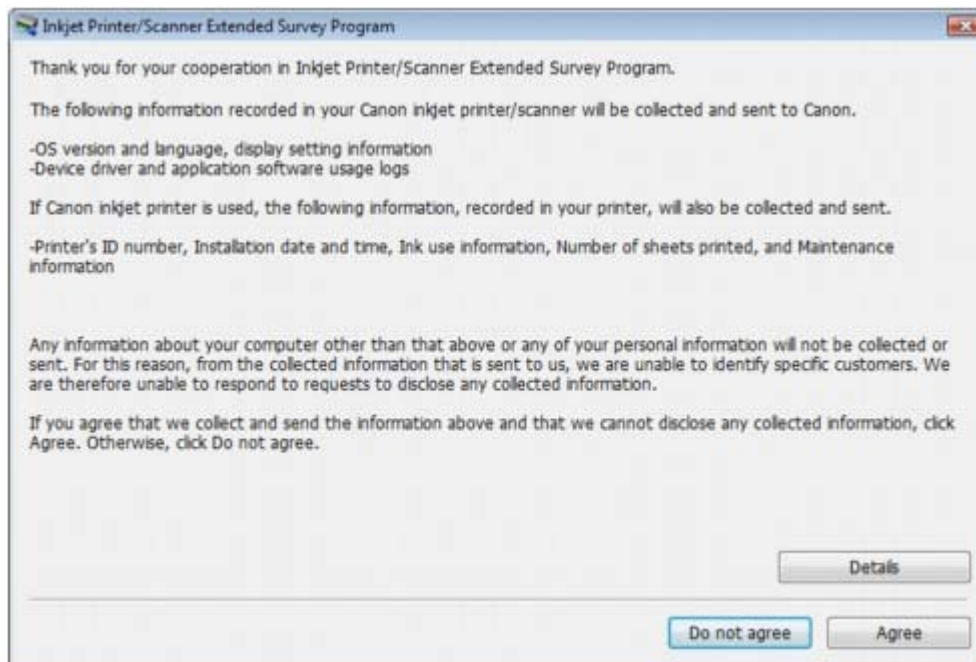 Inkjet Printer/Scanner Extended Survey Program
Thank you for your cooperation in Inkjet Printer/Scanner Extended Survey Program.
The following information recorded in your Canon inkjet printer/scanner will be collected and sent to Canon.
-OS version and language, display setting information
-Device driver and application software usage logs
If Canon inkjet printer is used, the following information, recorded in your printer, will also be collected and sent.
-Printer's ID number, Installation date and time, Ink use information, Number of sheets printed, and Maintenance
information
Any information about your computer other than that above or any of your personal information will not be collected or
sent. For this reason, from the collected information that is sent to us, we are unable to identify specific customers. We
are therefore unable to respond to requests to disclose any collected information.
If you agree that we collect and send the information above and that we cannot disclose any collected information, click
Agree. Otherwise, click Do not agree.
Details
Do not agree
Agree